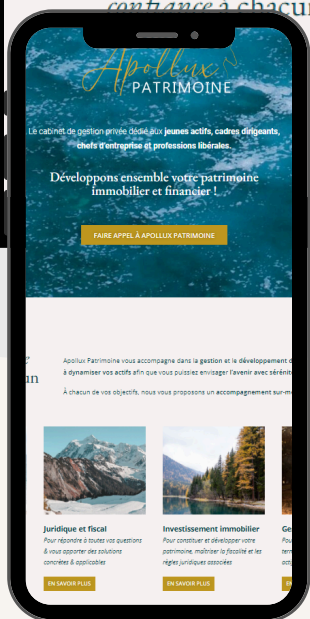 confiance à chacun
Apollux
PATRIMOINE
Le cabinet de gestion privée dédié aux jeunes actifs, cadres dirigeants,
chefs d'entreprise et professions libérales.
Développons ensemble votre patrimoine
immobilier et financier !
FAIRE APPEL À APOLLUX PATRIMOINE
Apollux Patrimoine vous accompagne dans la gestion et le développement d
à dynamiser vos actifs afin que vous puissiez envisager l'avenir avec sérénit
À chacun de vos objectifs, nous vous proposons un accompagnement sur-m
Juridique et fiscal
Pour répondre à toutes vos questions
& vous apporter des solutions
concrètes & applicables
EN SAVOIR PLUS
Investissement immobilier
Pour constituer et développer votre
patrimoine, maîtriser la fiscalité et les
règles juridiques associées
EN SAVOIR PLUS